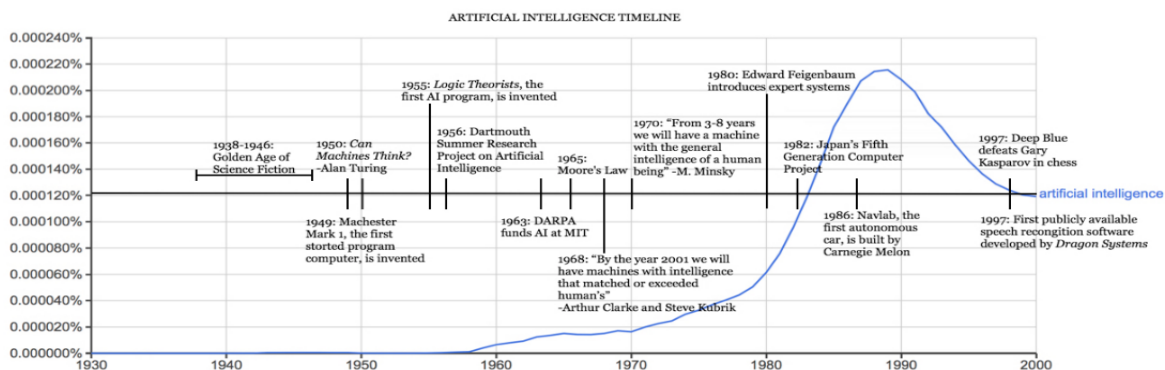 ARTIFICIAL INTELLIGENCE TIMELINE
0.000240%
0.000220%
0.000200%
0.000180%
0.000160%
0.000140%
0.000120%
0.000100%
0.000080%
0.000060%
0.000040%
0.000020%
0.000000%
1938-1946:
Golden Age of
Science Fiction
1949: Machester
Mark 1, the first
storted program
computer, is invented
1950: Can
Machines Think?
-Alan Turing
1955: Logic Theorists, the
first AI program, is invented
1956: Dartmouth
Summer Research
Project on Artificial
Intelligence
1963: DARPA
funds AI at MIT
1965:
Moore's Law
1968: "By the year 2001 we will
have machines with intelligence
that matched or exceeded
human's"
-Arthur Clarke and Steve Kubrik
1970: "From 3-8 years
we will have a machine
with the general
intelligence of a human
being" -M. Minsky
1980: Edward Feigenbaum
introduces expert systems
1982: Japan's Fifth
Generation Computer
Project
1986: Navlab, the
first autonomous
car, is built by
Carnegie Melon
1997: Deep Blue
defeats Gary
Kasparov in chess
1997: First publicly available
speech recongition software
developed by Dragon Systems
artificial intelligence
1930
1940
1950
1960
1970
1980
1990
2000